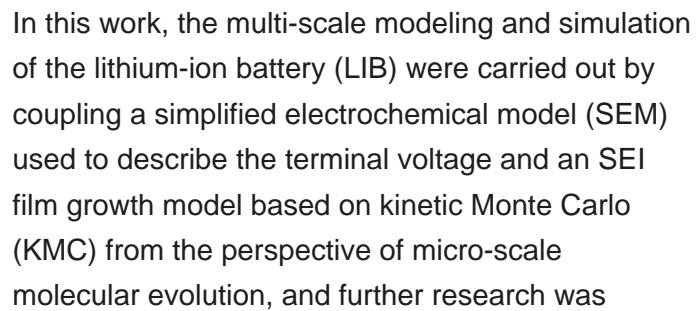 In this work, the multi-scale modeling and simulation
of the lithium-ion battery (LIB) were carried out by
coupling a simplified electrochemical model (SEM)
used to describe the terminal voltage and an SEI
film growth model based on kinetic Monte Carlo
(KMC) from the perspective of micro-scale
molecular evolution, and further research was